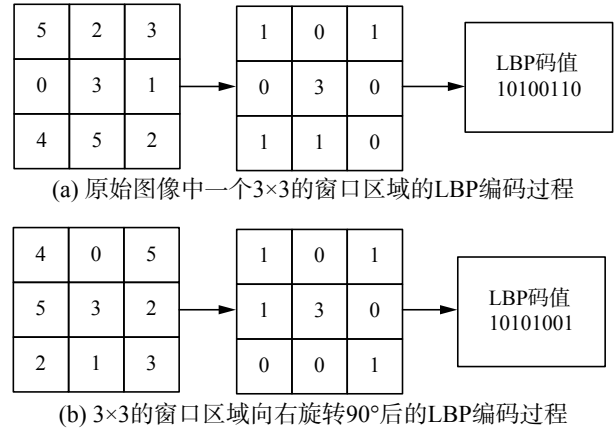 5 2 3 1 0 1
0 3 1 0 3 0
4 5 2 1 1 0
LBP码值
10100110
(a) 原始图像中一个3×3的窗口区域的LBP编码过程
4 0 5 1 0 1
5 3 2 1 3 0
2 1 3 0 0 1
LBP码值
10101001
(b) 3×3的窗口区域向右旋转90°后的LBP编码过程